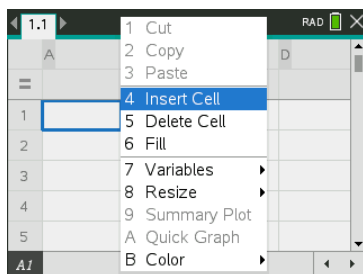 1.1
RAD
A
D
=
1
2
3
4
5
1 Cut
2 Copy
3 Paste
4 Insert Cell
5 Delete Cell
6 Fill
7 Variables
8 Resize
9 Summary Plot
A Quick Graph
B Color
A1